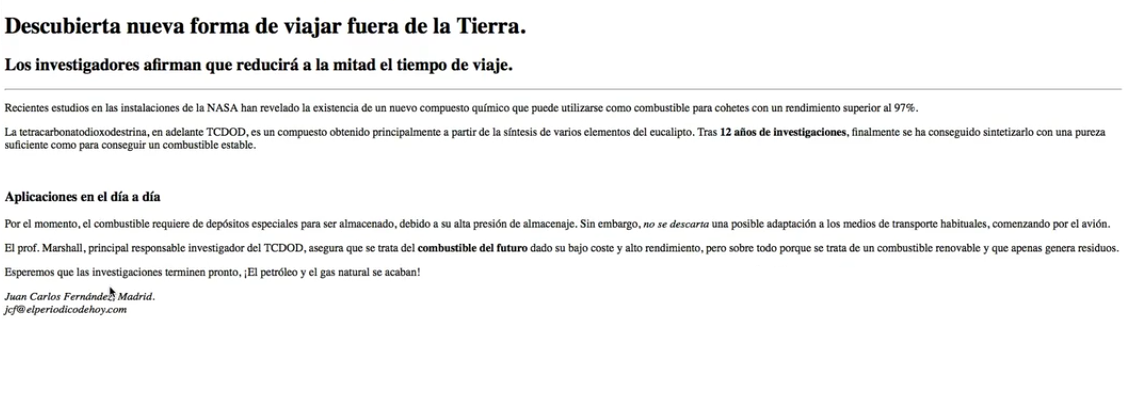 Descubierta nueva forma de viajar fuera de la Tierra.
Los investigadores afirman que reducirá a la mitad el tiempo de viaje.
Recientes estudios en las instalaciones de la NASA han revelado la existencia de un nuevo compuesto químico que puede utilizarse como combustible para cohetes con un rendimiento superior al 97%.
La tetracarbonatodioxodestrina, en adelante TCDOD, es un compuesto obtenido principalmente a partir de la síntesis de varios elementos del eucalipto. Tras 12 años de investigaciones, finalmente se ha conseguido sintetizarlo con una pureza
suficiente como para conseguir un combustible estable.
Aplicaciones en el día a día
Por el momento, el combustible requiere de depósitos especiales para ser almacenado, debido a su alta presión de almacenaje. Sin embargo, no se descarta una posible adaptación a los medios de transporte habituales, comenzando por el avión.
El prof. Marshall, principal responsable investigador del TCDOD, asegura que se trata del combustible del futuro dado su bajo coste y alto rendimiento, pero sobre todo porque se trata de un combustible renovable y que apenas genera residuos.
Esperemos que las investigaciones terminen pronto, ¡El petróleo y el gas natural se acaban!
Juan Carlos Fernández, Madrid.
jcf@elperiodicodehoy.com